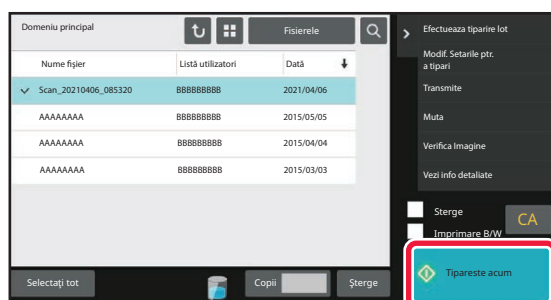 Domeniu principal
Fisierele
Nume fișier Listă utilizatori Dată
Scan_20210406_085320 BBBBBBBBB 2021/04/06
AAAAAAAA BBBBBBBBB 2015/05/05
AAAAAAAA BBBBBBBBB 2015/04/04
AAAAAAAA BBBBBBBBB 2015/03/03
Selectați tot
Copii
Șterge
Efectueaza tiparire lot
Modif. Setarile ptr.
a tipari
Transmite
Muta
Verifica Imagine
Vezi info detaliate
Sterge
Imprimare B/W
CA
Tipareste acum